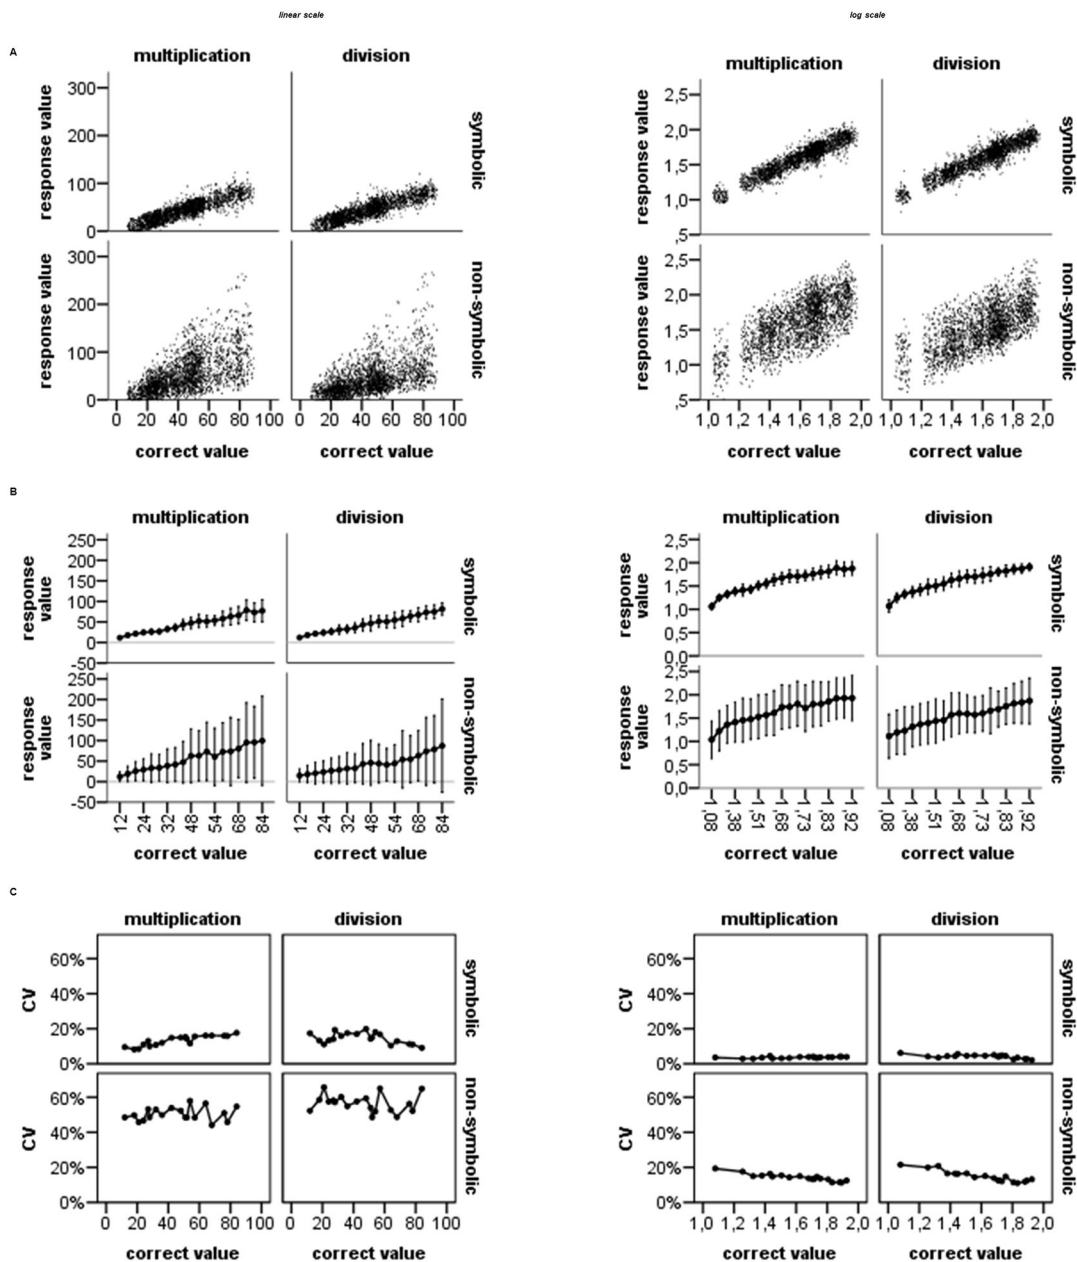 linear scale
log scale
A
multiplication
division
response value
300
200
100
0
symbolic
response value
300
200
100
0
non-symbolic
0 20 40 60 80 100
0 20 40 60 80 100
correct value
correct value
multiplication
division
response value
2,5
2,0
1,5
1,0
,5
symbolic
response value
2,5
2,0
1,5
1,0
,5
non-symbolic
1,0 1,2 1,4 1,6 1,8 2,0
1,0 1,2 1,4 1,6 1,8 2,0
correct value
correct value
B
multiplication
division
response
value
250
200
150
100
50
0
-50
symbolic
response
value
250
200
150
100
50
0
-50
non-symbolic
12 24 32 48 54 68 84
12 24 32 48 54 68 84
correct value
correct value
multiplication
division
response
value
2,5
2,0
1,5
1,0
0,5
0,0
symbolic
response
value
2,5
2,0
1,5
1,0
0,5
0,0
non-symbolic
1,08 1,38 1,51 1,68 1,73 1,83 1,92
1,08 1,38 1,51 1,68 1,73 1,83 1,92
correct value
correct value
C
multiplication
division
CV
60%
40%
20%
0%
symbolic
CV
60%
40%
20%
0%
non-symbolic
0 20 40 60 80 100
0 20 40 60 80 100
correct value
correct value
multiplication
division
CV
60%
40%
20%
0%
symbolic
CV
60%
40%
20%
0%
non-symbolic
1,0 1,2 1,4 1,6 1,8 2,0
1,0 1,2 1,4 1,6 1,8 2,0
correct value
correct value